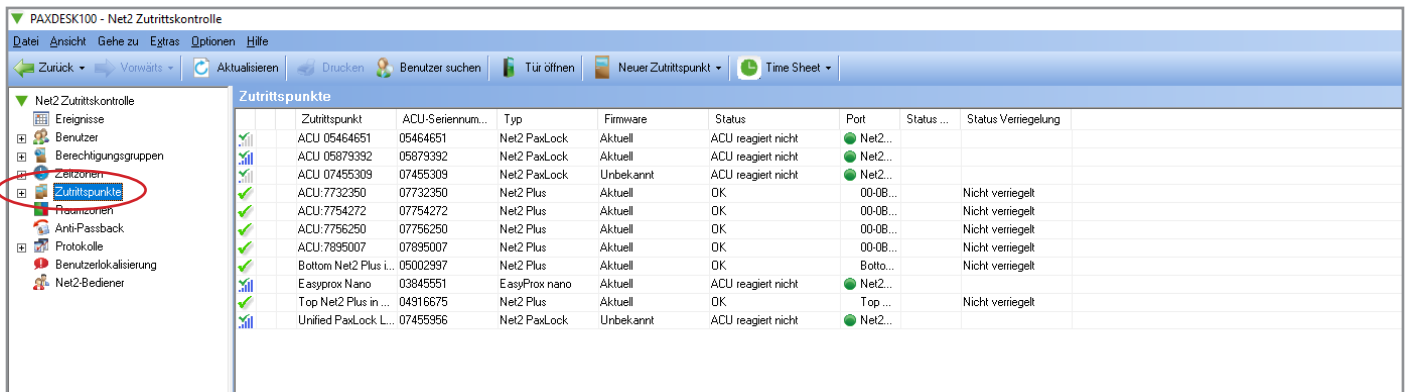 PAXDESK100 - Net2 Zutrittskontrolle
Datei Ansicht Gehe zu Extras Optionen Hilfe
Zurück Vorwärts Aktualisieren Drucken Benutzer suchen Tür öffnen Neuer Zutrittspunkt Time Sheet
Net2 Zutrittskontrolle
Ereignisse
Benutzer
Berechtigungsgruppen
Zeitzonen
Zutrittspunkte
Raumzonen
Anti-Passback
Protokolle
Benutzerlokalisierung
Net2-Bediener
Zutrittspunkte
Zutrittspunkt ACU-Seriennum... Typ Firmware Status Port Status ... Status Verriegelung
ACU 05464651 05464651 Net2 PaxLock Aktuell ACU reagiert nicht Net2...
ACU 05879392 05879392 Net2 PaxLock Aktuell ACU reagiert nicht Net2...
ACU 07455309 07455309 Net2 PaxLock Unbekannt ACU reagiert nicht Net2...
ACU:7732350 07732350 Net2 Plus Aktuell OK 00-0B... Nicht verriegelt
ACU:7754272 07754272 Net2 Plus Aktuell OK 00-0B... Nicht verriegelt
ACU:7756250 07756250 Net2 Plus Aktuell OK 00-0B... Nicht verriegelt
ACU:7895007 07895007 Net2 Plus Aktuell OK 00-0B... Nicht verriegelt
Bottom Net2 Plus i... 05002997 Net2 Plus Aktuell OK Botto... Nicht verriegelt
Easyprox Nano 03845551 EasyProx nano Aktuell ACU reagiert nicht Net2...
Top Net2 Plus in ... 04916675 Net2 Plus Aktuell OK Top ... Nicht verriegelt
Unified PaxLock L... 07455956 Net2 PaxLock Unbekannt ACU reagiert nicht Net2...